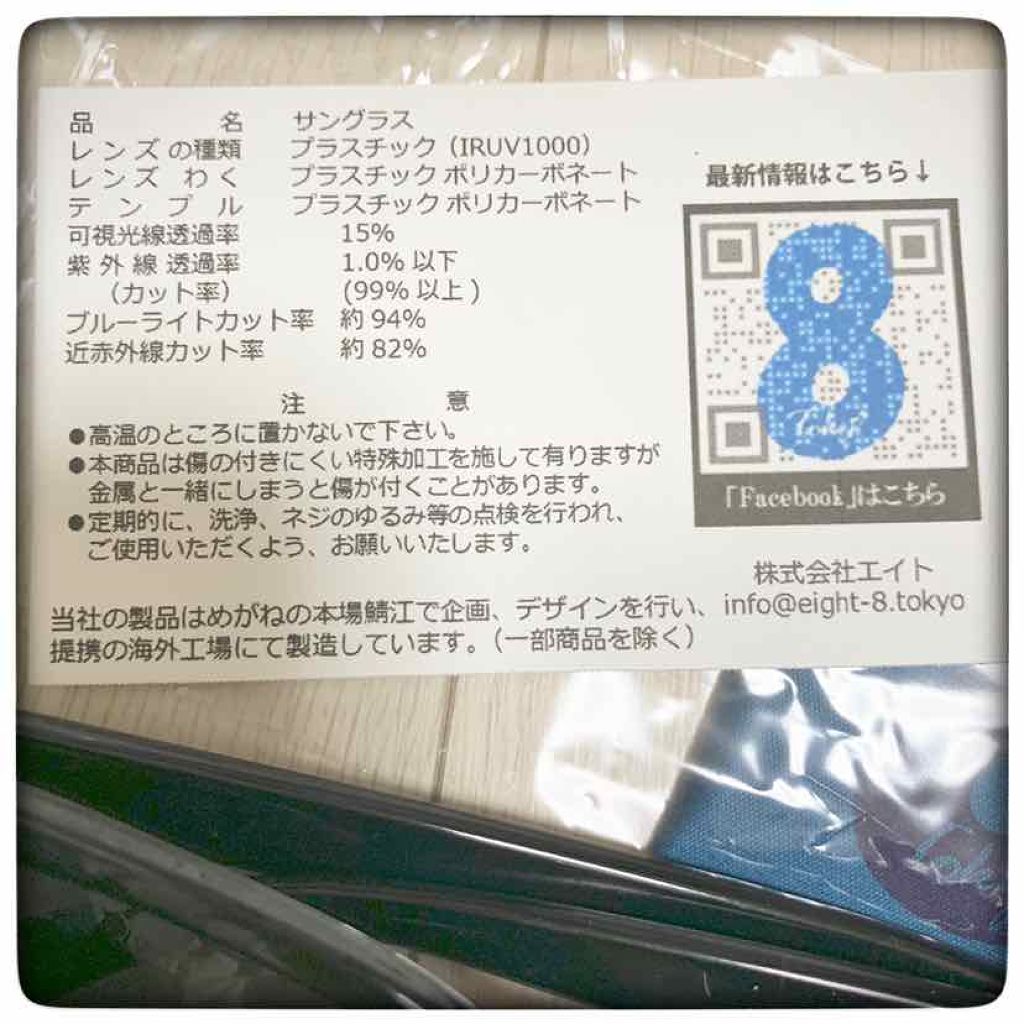 品名 サングラス
レンズの種類 プラスチック（IRUV1000）
レンズわく プラスチック ポリカーボネート
テンプル プラスチック ポリカーボネート
可視光線透過率 15%
紫外線透過率 1.0% 以下
（カット率） (99% 以上)
ブルーライトカット率 約94%
近赤外線カット率 約82%
注意
●高温のところに置かないで下さい。
●本商品は傷の付きにくい特殊加工を施して有りますが
金属と一緒にしまうと傷が付くことがあります。
●定期的に、洗浄、ネジのゆるみ等の点検を行われ、
ご使用いただくよう、お願いいたします。
当社の製品はめがねの本場鯖江で企画、デザインを行い、
提携の海外工場にて製造しています。（一部商品を除く）
最新情報はこちら↓
8
Tokyo
「Facebook」はこちら
株式会社エイト
info@eight-8.tokyo